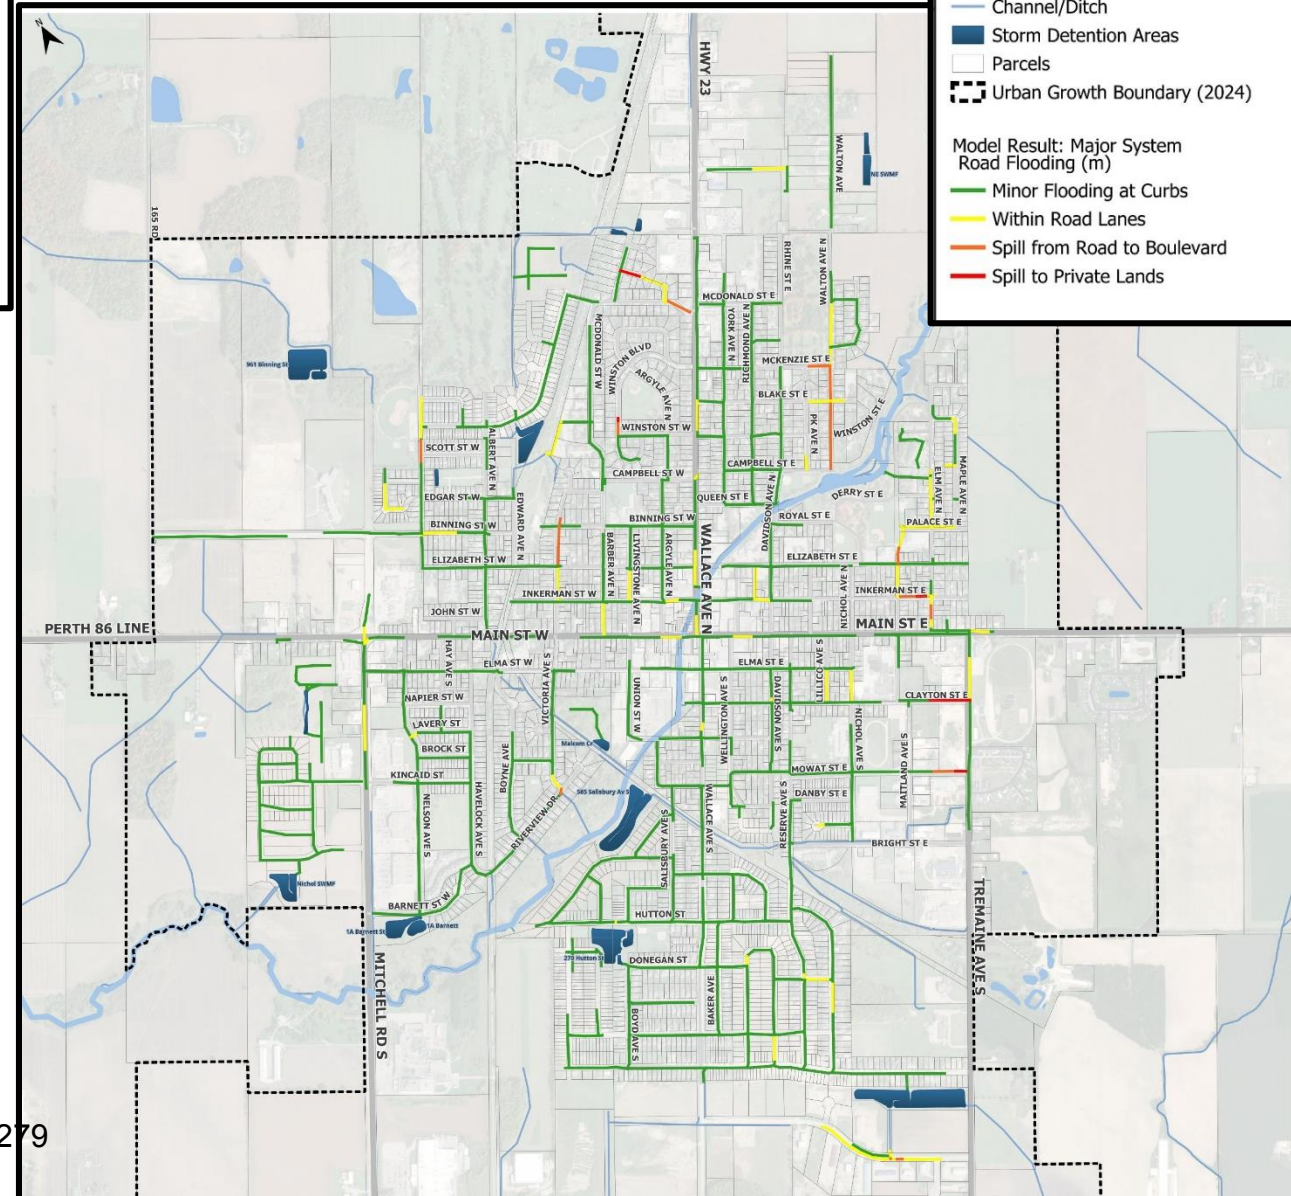 N
Channel/Ditch
Storm Detention Areas
Parcels
Urban Growth Boundary (2024)
Model Result: Major System
Road Flooding (m)
Minor Flooding at Curbs
Within Road Lanes
Spill from Road to Boulevard
Spill to Private Lands
HWY 23
WALTON AVE
NE SWMF
165 RD
RHINE ST E
WALTON AVE N
MCDONALD ST E
MCDONALD ST W
YORK AVE N
RICHMOND AVE N
WINSTON BLVD
ARGYLE AVE N
MCKENZIE ST E
961 Binning St
BLAKE ST E
PK AVE N
WINSTON ST E
WINSTON ST W
ALBERT AVE N
SCOTT ST W
CAMPBELL ST E
CAMPBELL ST W
ELM AVE N
MAPLE AVE N
EDGAR ST W
EDWARD AVE N
QUEEN ST E
DERRY ST E
DAVIDSON AVE N
ROYAL ST E
PALACE ST E
BINNING ST W
BINNING ST W
WALLACE AVE N
BARBER AVE N
LIVINGSTONE AVE N
ARGYLE AVE N
ELIZABETH ST W
ELIZABETH ST E
NICHOL AVE N
INKERMAN ST W
INKERMAN ST E
JOHN ST W
PERTH 86 LINE
MAIN ST W
MAIN ST E
HAY AVE S
ELMA ST W
ELMA ST E
VICTORIA AVE S
UNION ST W
WELLINGTON AVE S
DAVIDSON AVE S
NAPIER ST W
CLAYTON ST E
LAVERY ST
NICHOL AVE S
MAITLAND AVE S
BROCK ST
BOYNE AVE
Malcom Cr
KINCAID ST
MOWAT ST E
NELSON AVE S
HAVELOCK AVE S
RIVERVIEW DR
585 Salisbury Av S
SALISBURY AVE S
WALLACE AVE S
RESERVE AVE S
DANBY ST E
BRIGHT ST E
Nichol SWMF
BARNETT ST W
1A Barnett St
1A Barnett
HUTTON ST
TREMAINE AVE S
270 Hutton St
DONEGAN ST
MITCHELL RD S
BOYD AVE S
BAKER AVE
279